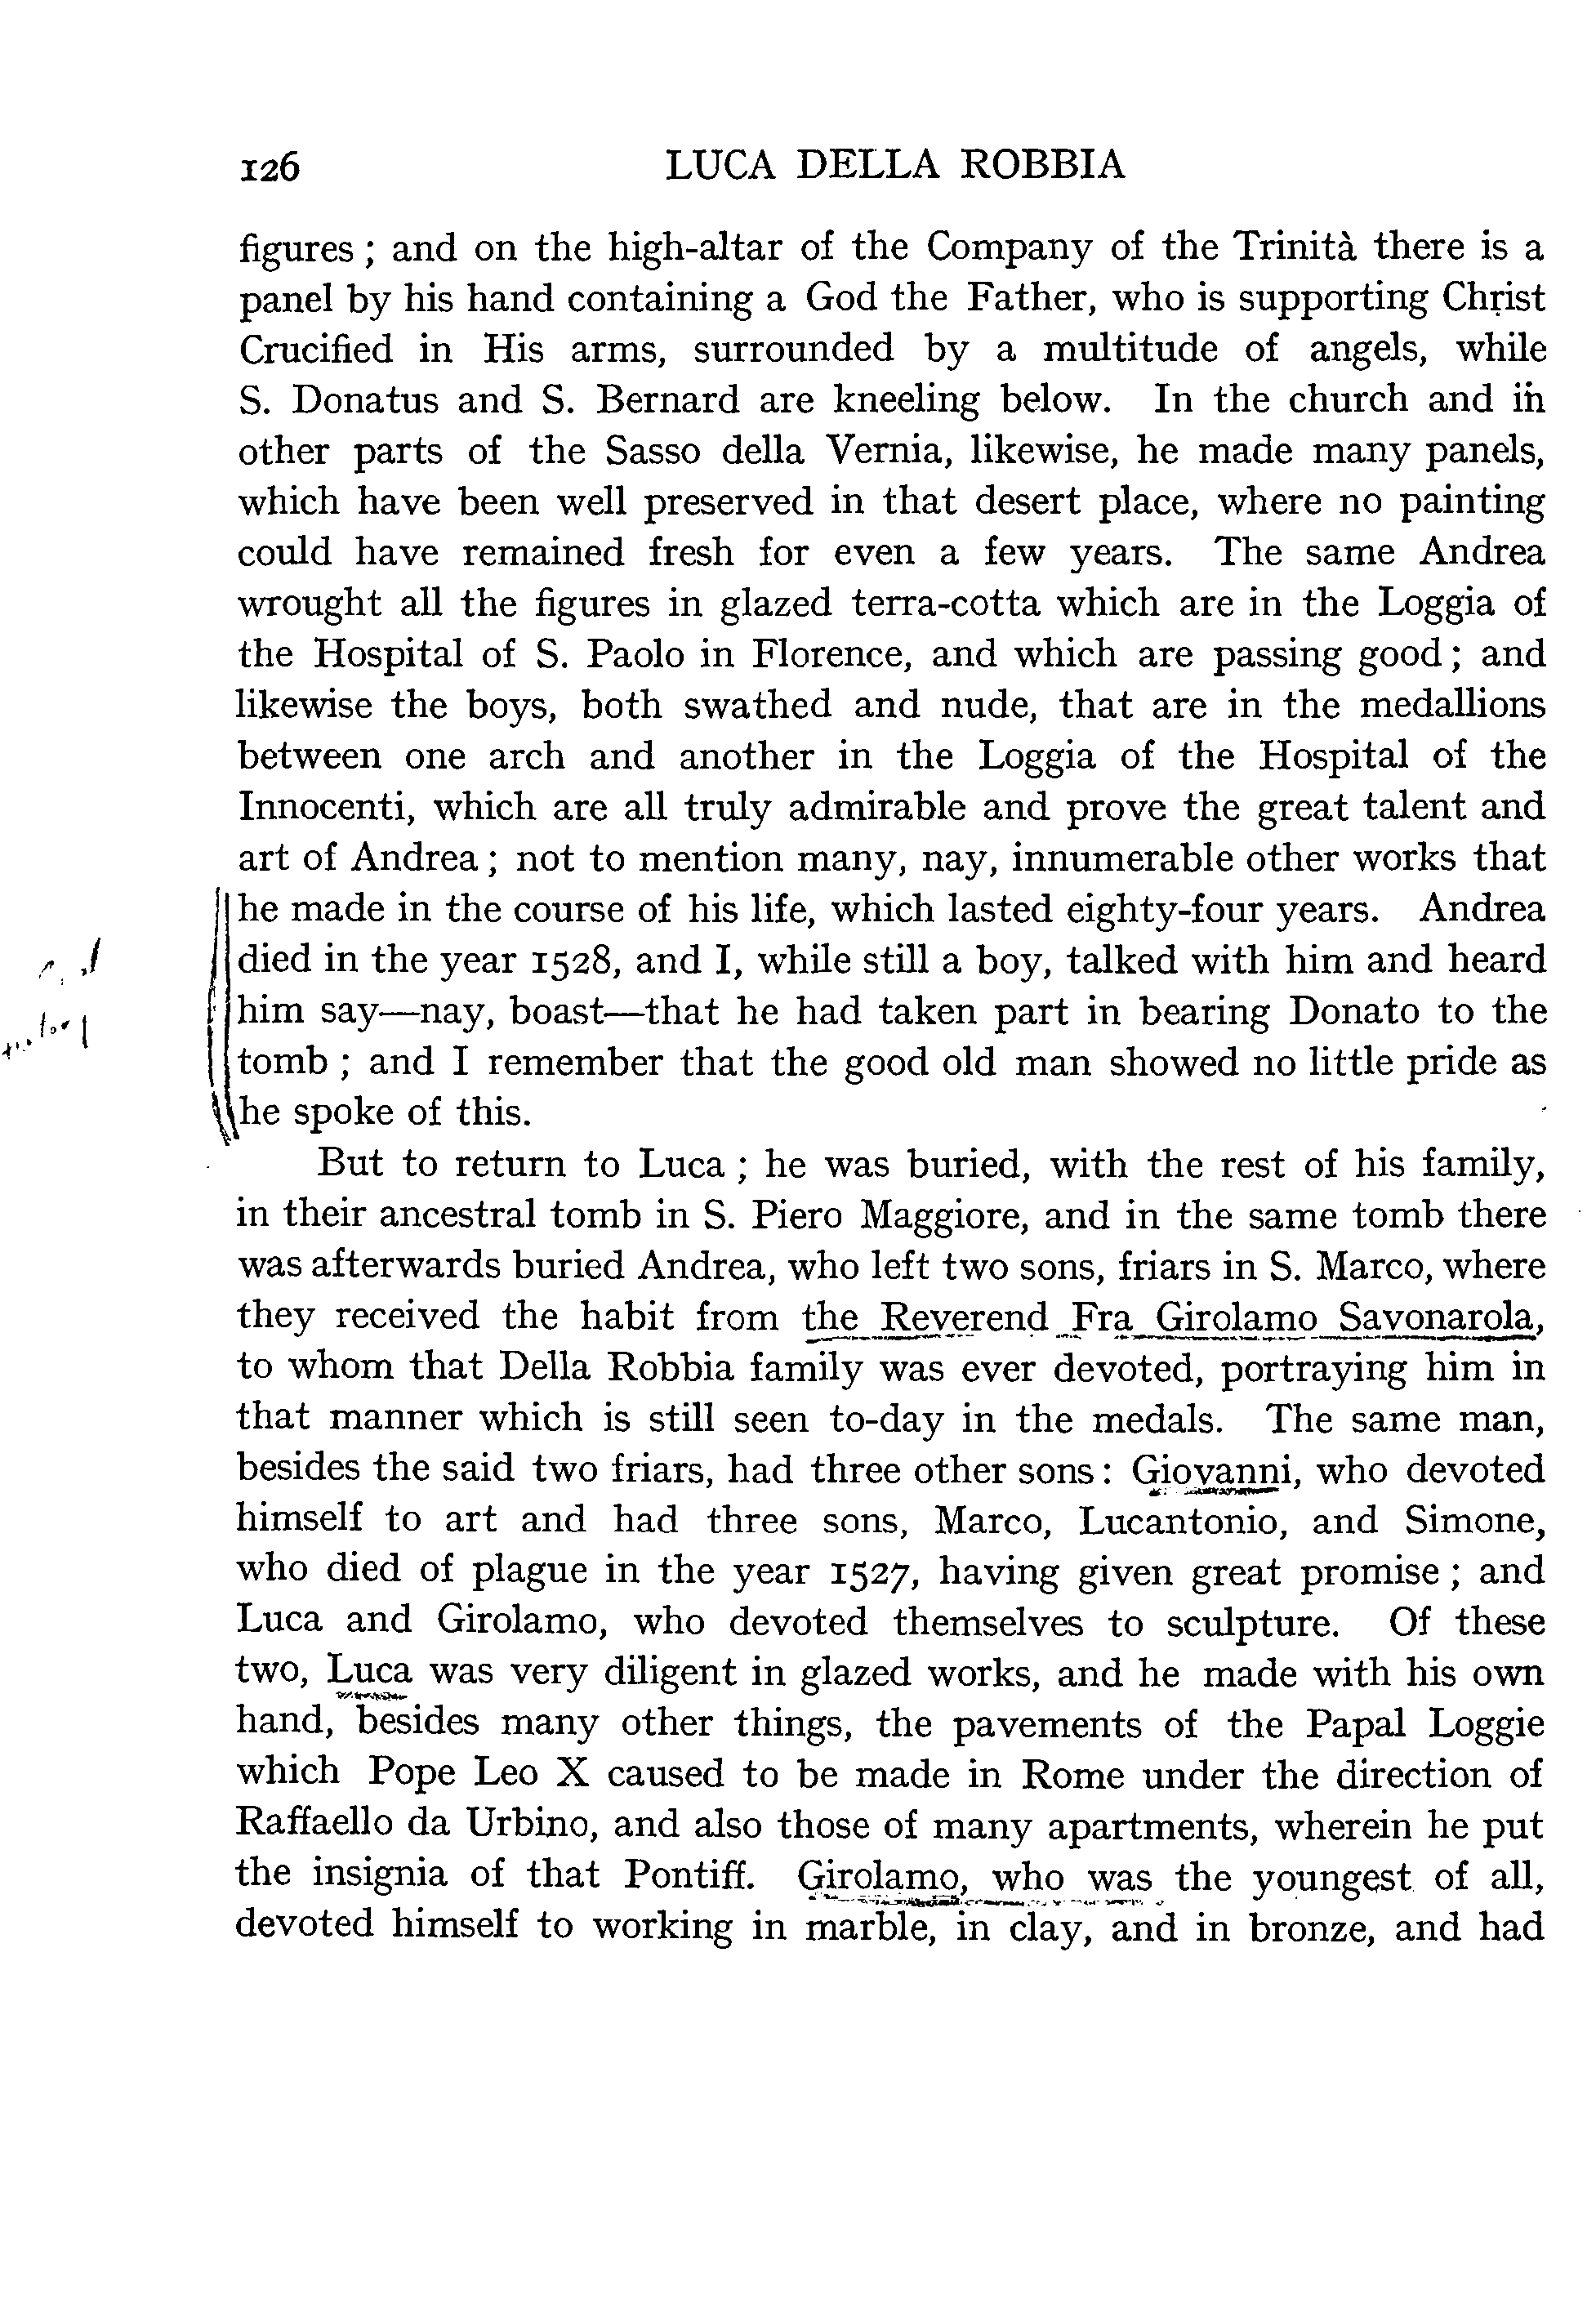 126 LUCA DELLA ROBBIA
figures ; and on the high-altar of the Company of the Trinità there is a
panel by his hand containing a God the Father, who is supporting Christ
Crucified in His arms, surrounded by a multitude of angels, while
S. Donatus and S. Bernard are kneeling below. In the church and in
other parts of the Sasso della Vernia, likewise, he made many panels,
which have been well preserved in that desert place, where no painting
could have remained fresh for even a few years. The same Andrea
wrought all the figures in glazed terra-cotta which are in the Loggia of
the Hospital of S. Paolo in Florence, and which are passing good ; and
likewise the boys, both swathed and nude, that are in the medallions
between one arch and another in the Loggia of the Hospital of the
Innocenti, which are all truly admirable and prove the great talent and
art of Andrea ; not to mention many, nay, innumerable other works that
he made in the course of his life, which lasted eighty-four years. Andrea
died in the year 1528, and I, while still a boy, talked with him and heard
him say—nay, boast—that he had taken part in bearing Donato to the
tomb ; and I remember that the good old man showed no little pride as
he spoke of this.
But to return to Luca ; he was buried, with the rest of his family,
in their ancestral tomb in S. Piero Maggiore, and in the same tomb there
was afterwards buried Andrea, who left two sons, friars in S. Marco, where
they received the habit from the Reverend Fra Girolamo Savonarola,
to whom that Della Robbia family was ever devoted, portraying him in
that manner which is still seen to-day in the medals. The same man,
besides the said two friars, had three other sons : Giovanni, who devoted
himself to art and had three sons, Marco, Lucantonio, and Simone,
who died of plague in the year 1527, having given great promise ; and
Luca and Girolamo, who devoted themselves to sculpture. Of these
two, Luca was very diligent in glazed works, and he made with his own
hand, besides many other things, the pavements of the Papal Loggie
which Pope Leo X caused to be made in Rome under the direction of
Raffaello da Urbino, and also those of many apartments, wherein he put
the insignia of that Pontiff. Girolamo, who was the youngest of all,
devoted himself to working in marble, in clay, and in bronze, and had